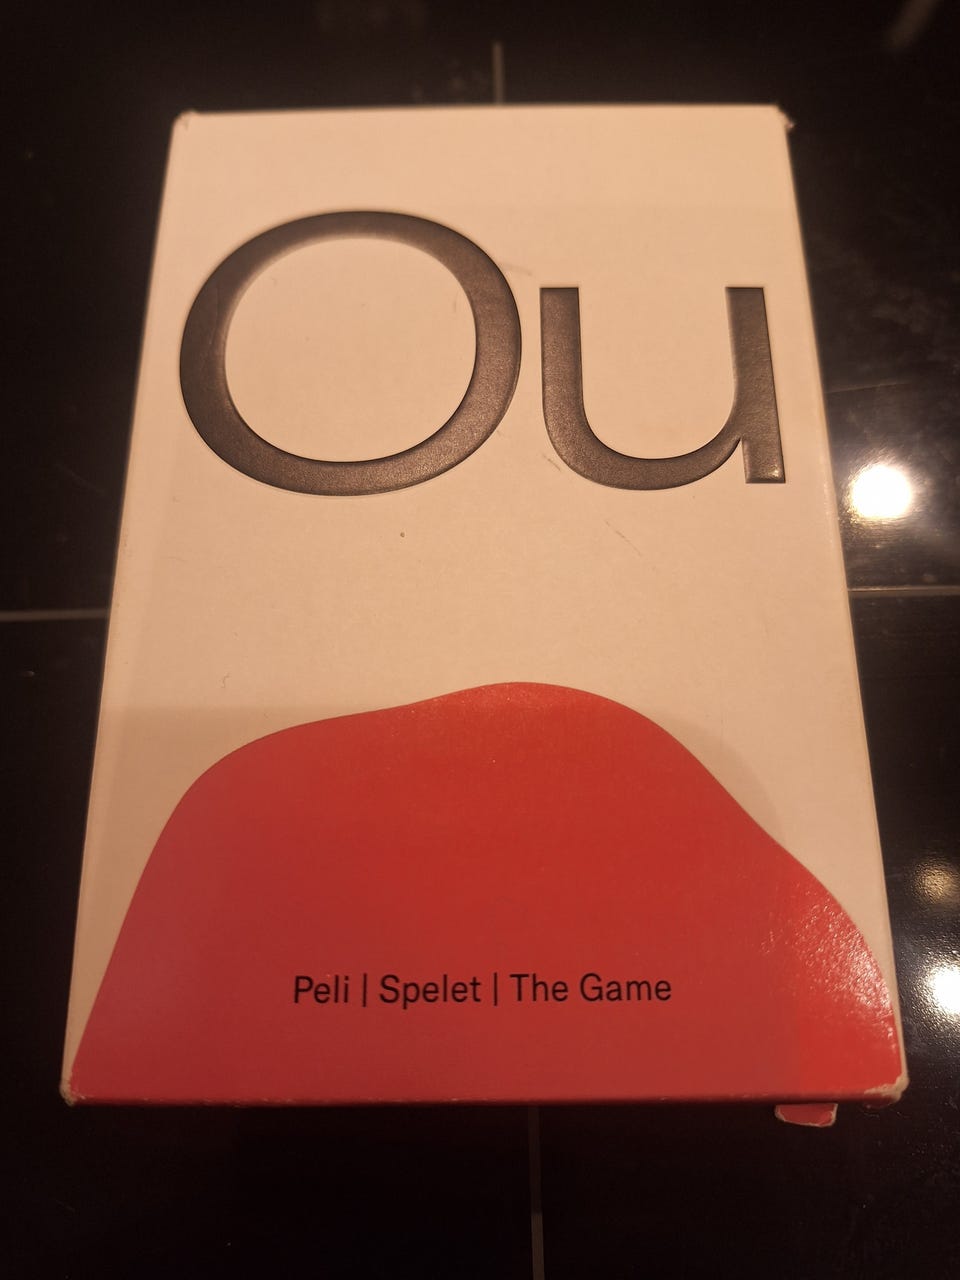 Ou
Peli | Spelet | The Game